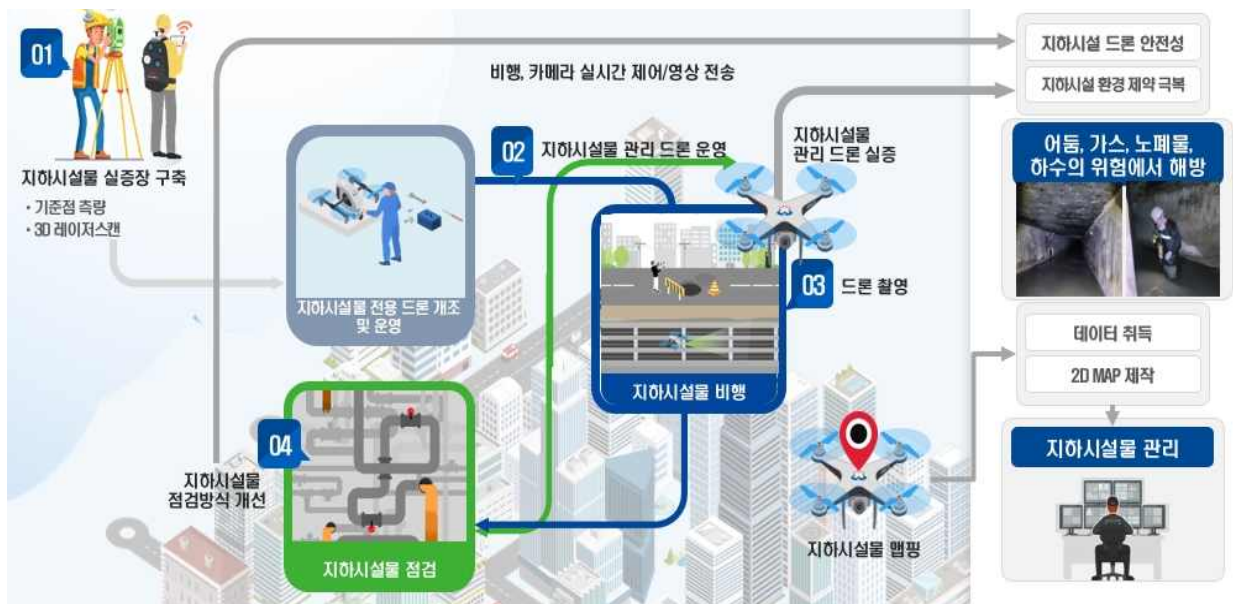 01
지하시설물 실증장 구축
• 기준점 측량
• 3D 레이저스캔
비행, 카메라 실시간 제어/영상 전송
02
지하시설물 관리 드론 운영
지하시설물
관리 드론 실증
지하시설물 전용 드론 개조
및 운영
03
드론 촬영
지하시설물 비행
04
지하시설물
점검방식 개선
지하시설물 점검
지하시설물 맵핑
지하시설 드론 안전성
지하시설 환경 제약 극복
어둠, 가스, 노폐물,
하수의 위험에서 해방
데이터 취득
2D MAP 제작
지하시설물 관리